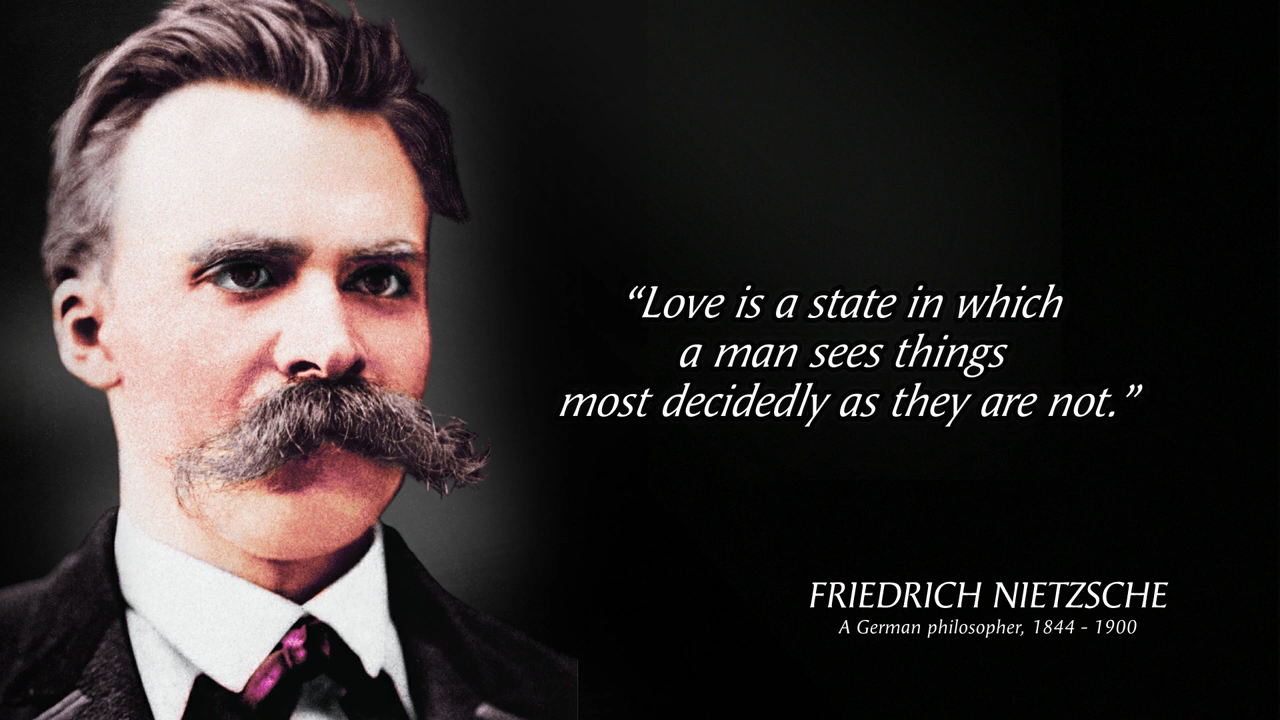 “Love is a state in which
a man sees things
most decidedly as they are not.”
FRIEDRICH NIETZSCHE
A German philosopher, 1844 - 1900